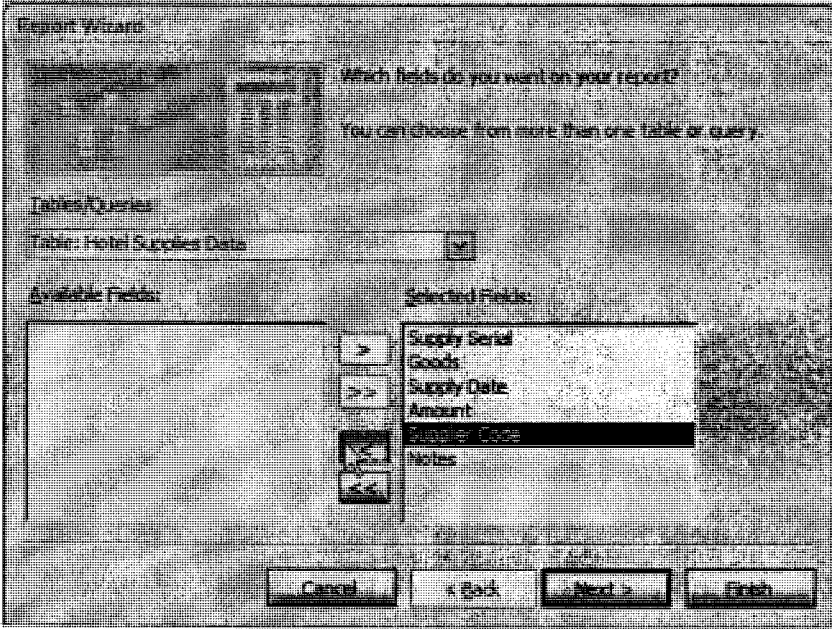 Report Wizard
Which fields do you want on your report?
You can choose from more than one table or query.
Tables/Queries:
Table: Hotel Supplies Data
Available Fields:
Selected Fields:
>
>>
<
<<
Supply Serial
Goods
Supply Date
Amount
Supplier Code
Notes
Cancel
< Back
Next >
Finish